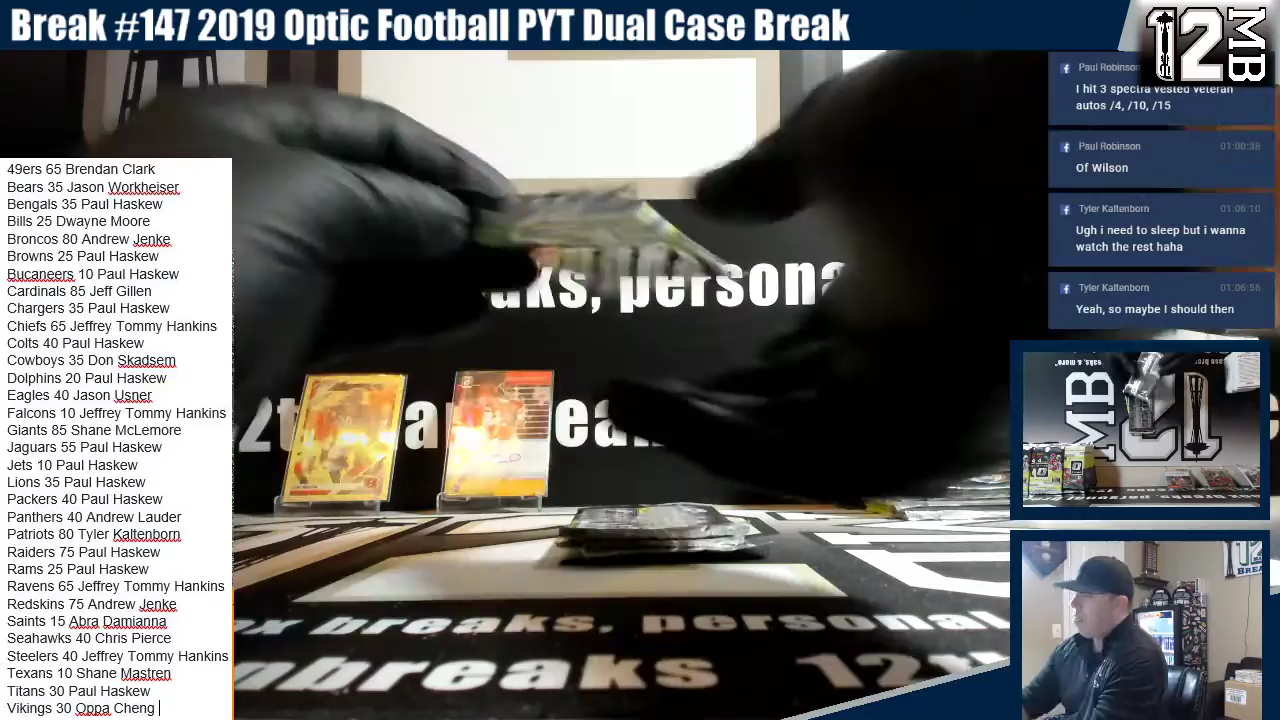 Break #147 2019 Optic Football PYT Dual Case Break
12 MB
49ers 65 Brendan Clark
Bears 35 Jason Workheiser
Bengals 35 Paul Haskew
Bills 25 Dwayne Moore
Broncos 80 Andrew Jenke
Browns 25 Paul Haskew
Bucaneers 10 Paul Haskew
Cardinals 85 Jeff Gillen
Chargers 35 Paul Haskew
Chiefs 65 Jeffrey Tommy Hankins
Colts 40 Paul Haskew
Cowboys 35 Don Skadsem
Dolphins 20 Paul Haskew
Eagles 40 Jason Usner
Falcons 10 Jeffrey Tommy Hankins
Giants 85 Shane McLemore
Jaguars 55 Paul Haskew
Jets 10 Paul Haskew
Lions 35 Paul Haskew
Packers 40 Paul Haskew
Panthers 40 Andrew Lauder
Patriots 80 Tyler Kaltenborn
Raiders 75 Paul Haskew
Rams 25 Paul Haskew
Ravens 65 Jeffrey Tommy Hankins
Redskins 75 Andrew Jenke
Saints 15 Abra Damianna
Seahawks 40 Chris Pierce
Steelers 40 Jeffrey Tommy Hankins
Texans 10 Shane Mastren
Titans 30 Paul Haskew
Vikings 30 Oppa Cheng
Paul Robinson
I hit 3 spectra vested veteran
autos /4, /10, /15
Paul Robinson 01:00:38
Of Wilson
Tyler Kaltenborn 01:06:10
Ugh i need to sleep but i wanna
watch the rest haha
Tyler Kaltenborn 01:06:56
Yeah, so maybe I should then
aks, persona
ex breaks, personal
nbreaks 12t
MB
12